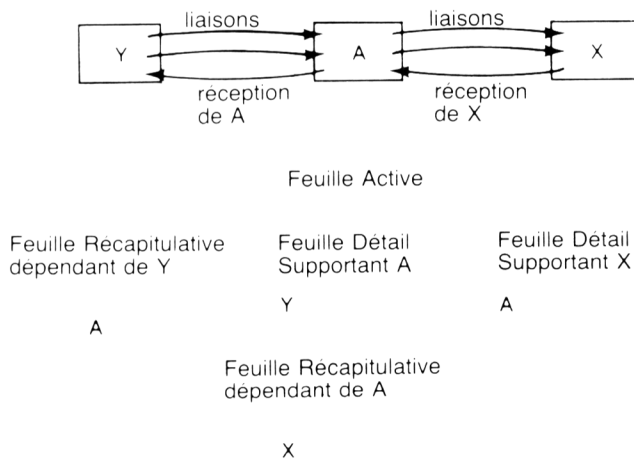 liaisons
liaisons
Y
A
X
réception
de A
réception
de X
Feuille Active
Feuille Récapitulative
dépendant de Y
Feuille Détail
Supportant A
Feuille Détail
Supportant X
Y
A
A
Feuille Récapitulative
dépendant de A
X